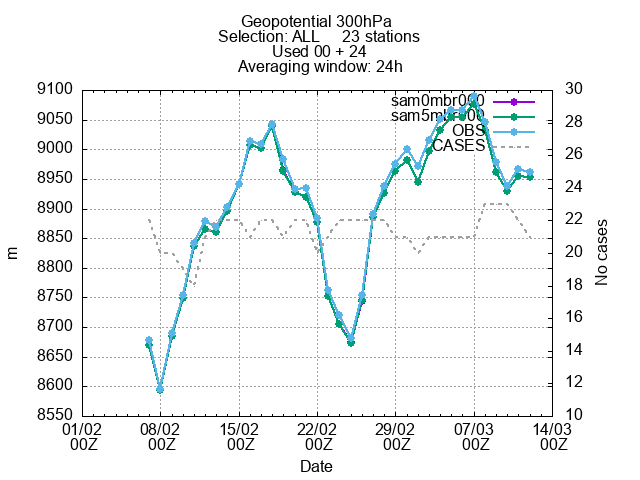 Geopotential 300hPa
Selection: ALL 23 stations
Used 00 + 24
Averaging window: 24h
sam0mbr000
sam5mbr000
OBS
CASES
9100
9050
9000
8950
8900
8850
8800
8750
8700
8650
8600
8550
m
30
28
26
24
22
20
18
16
14
12
10
No cases
01/02 08/02 15/02 22/02 29/02 07/03 14/03
00Z 00Z 00Z 00Z 00Z 00Z 00Z
Date